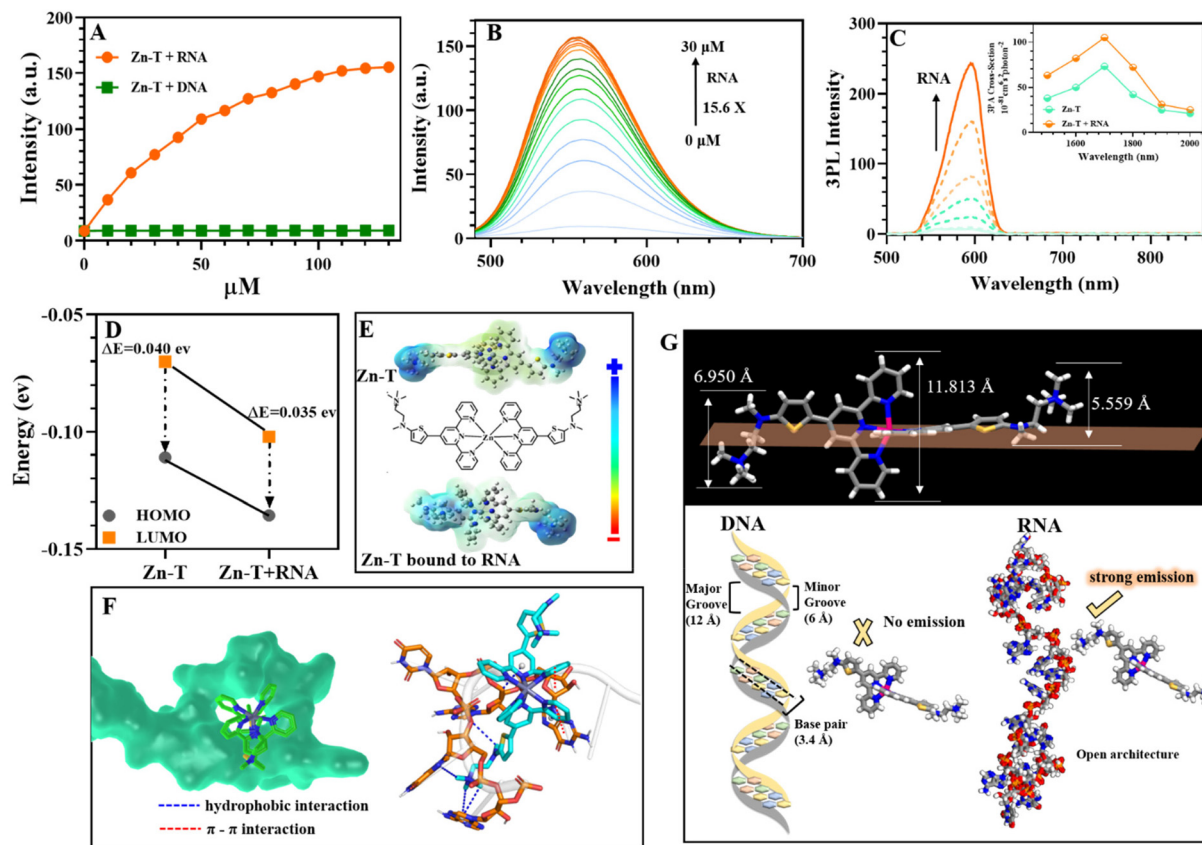 A
Intensity (a.u.)
200
150
100
50
0
Zn-T + RNA
Zn-T + DNA
0
50
100
μM
B
Intensity (a.u.)
150
100
50
0
30 μM
RNA
15.6 X
0 μM
500
600
700
Wavelength (nm)
C
3PL Intensity
300
200
100
0
RNA
3PA Cross-Section
100
50
0
Zn-T
Zn-T + RNA
1600
1800
2000
Wavelength (nm)
500
600
700
800
Wavelength (nm)
D
Energy (ev)
-0.05
-0.10
-0.15
ΔE=0.040 ev
ΔE=0.035 ev
HOMO
LUMO
Zn-T
Zn-T+RNA
E
Zn-T
Zn
N
Zn-T bound to RNA
+
−
F
hydrophobic interaction
π - π interaction
G
6.950 Å
11.813 Å
5.559 Å
DNA
RNA
Major
Groove
(12 Å)
Minor
Groove
(6 Å)
No emission
strong emission
Base pair
(3.4 Å)
Open architecture